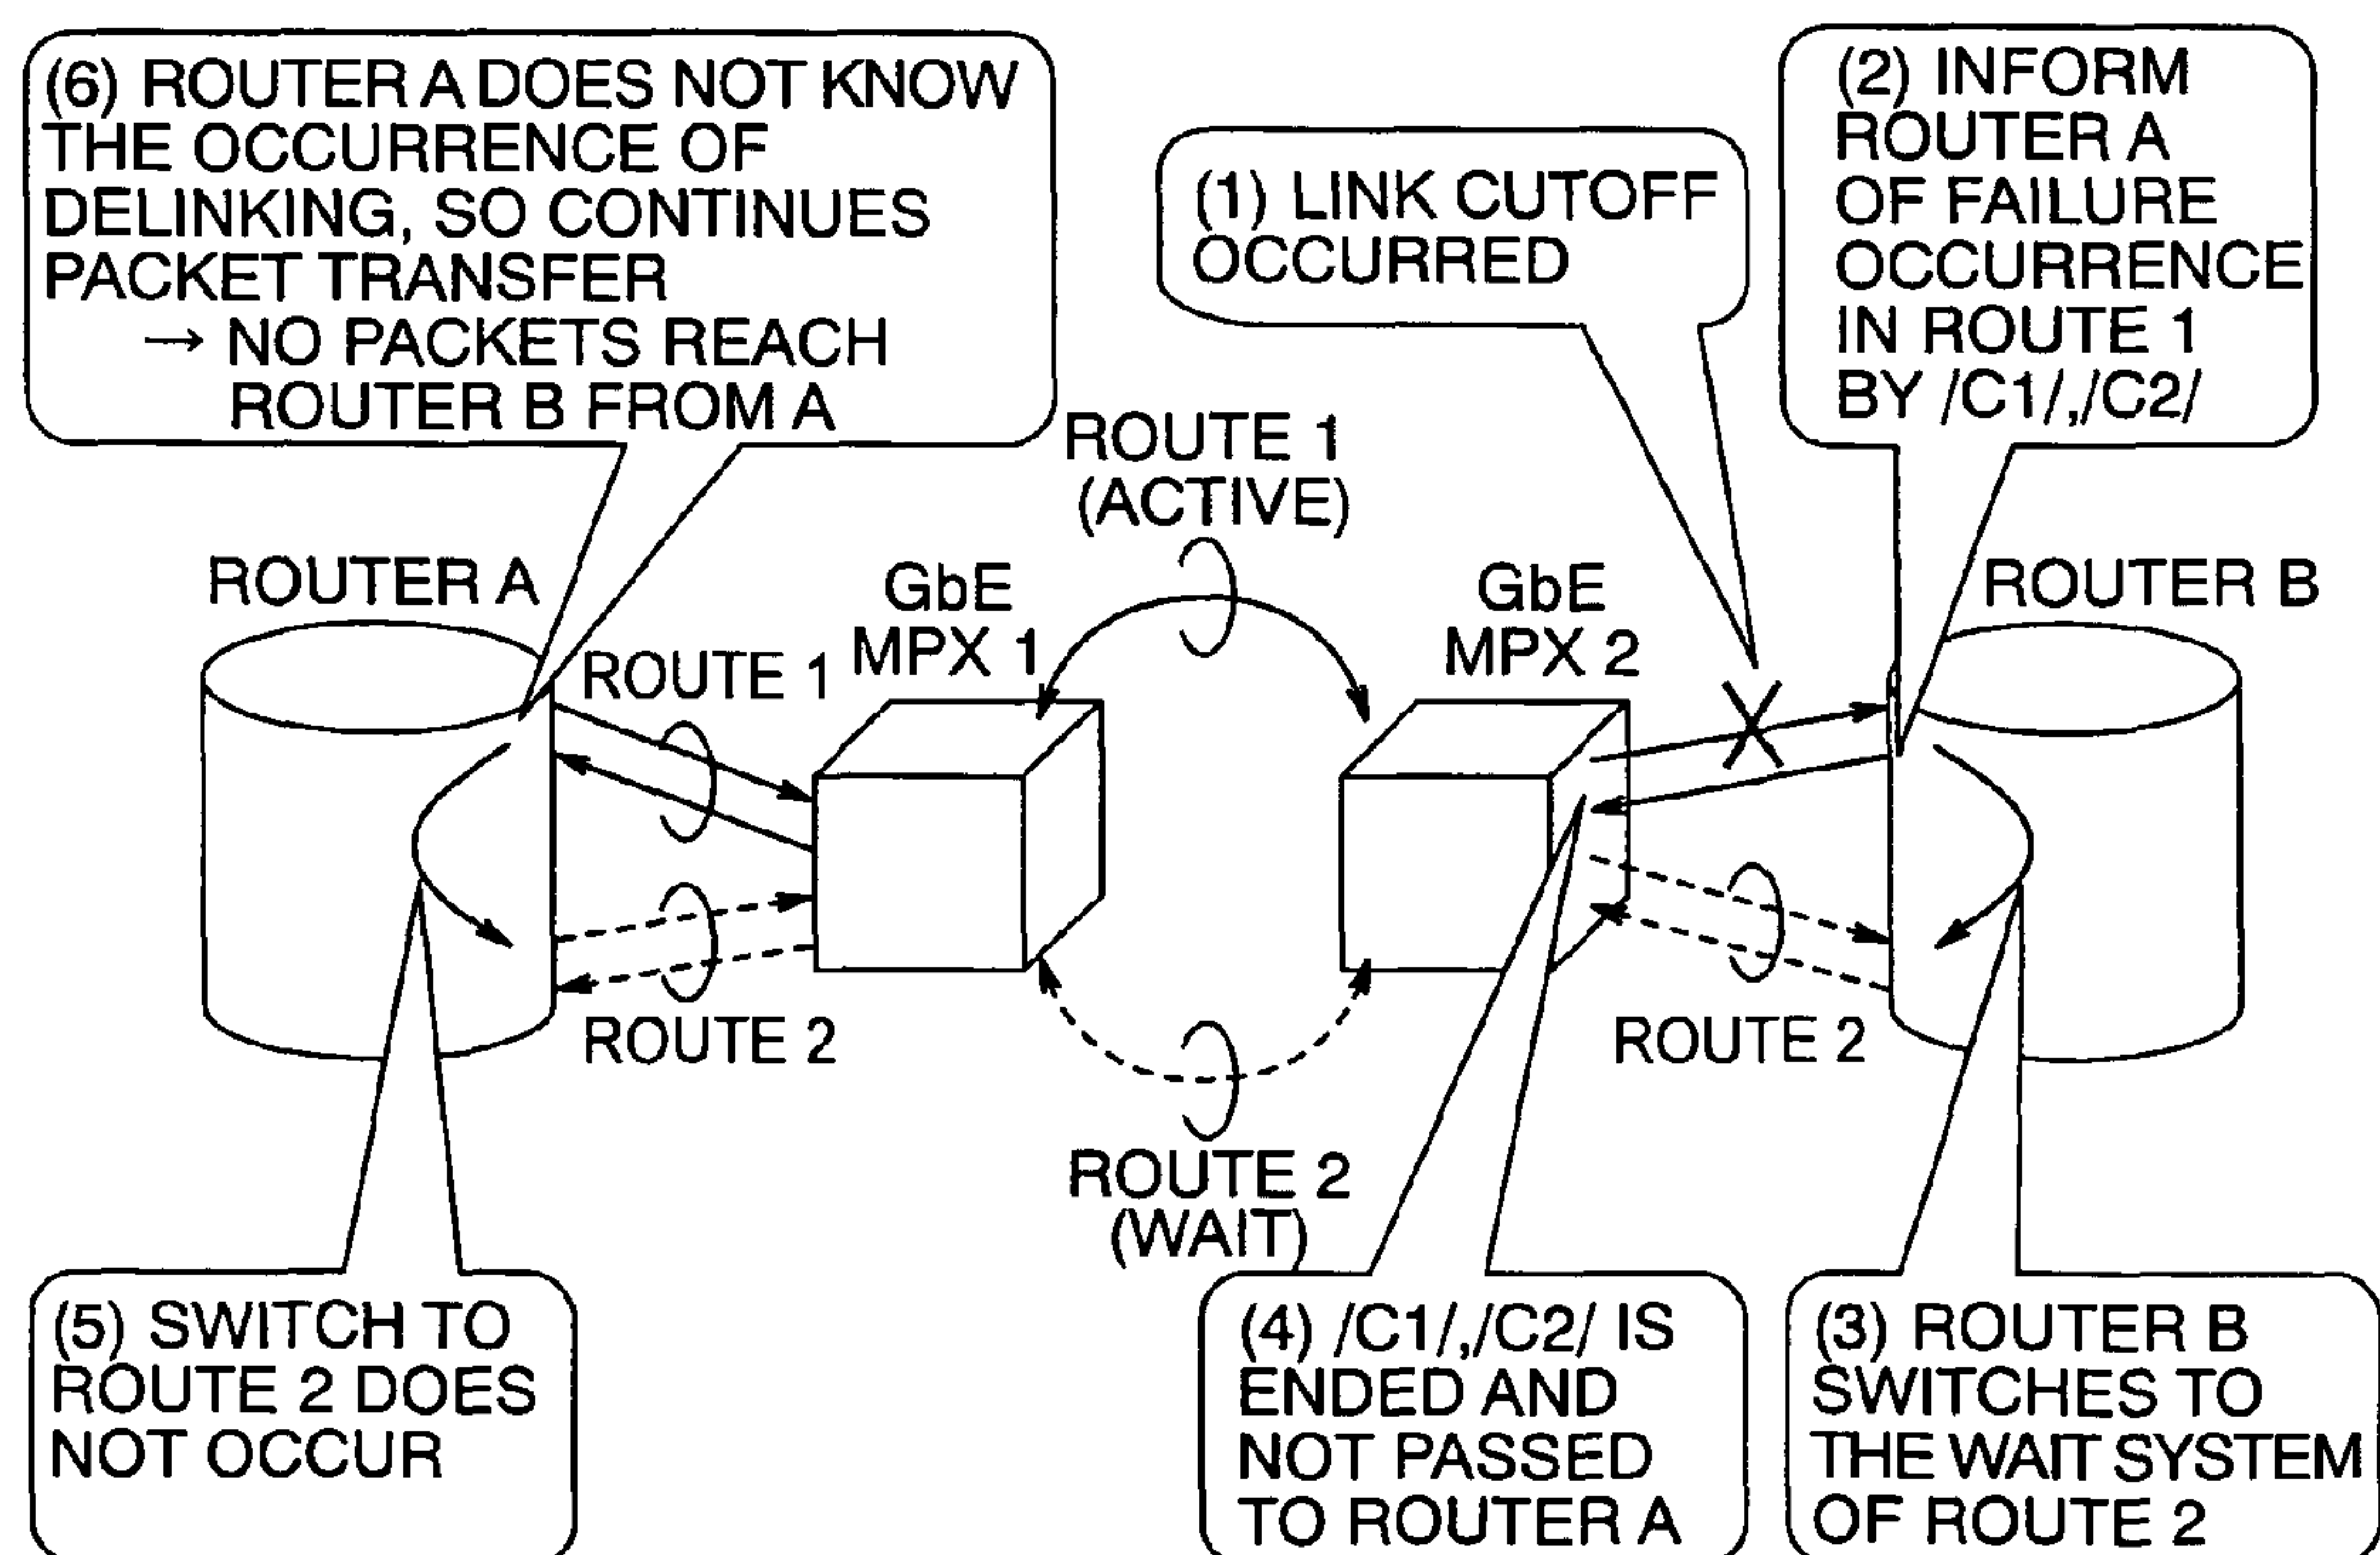 (6) ROUTER A DOES NOT KNOW
THE OCCURRENCE OF
DELINKING, SO CONTINUES
PACKET TRANSFER
→ NO PACKETS REACH
ROUTER B FROM A
(1) LINK CUTOFF
OCCURRED
(2) INFORM
ROUTER A
OF FAILURE
OCCURRENCE
IN ROUTE 1
BY /C1/,/C2/
ROUTE 1
(ACTIVE)
ROUTER A
ROUTE 1
GbE
MPX 1
GbE
MPX 2
ROUTER B
ROUTE 2
ROUTE 2
ROUTE 2
(WAIT)
(5) SWITCH TO
ROUTE 2 DOES
NOT OCCUR
(4) /C1/,/C2/ IS
ENDED AND
NOT PASSED
TO ROUTER A
(3) ROUTER B
SWITCHES TO
THE WAIT SYSTEM
OF ROUTE 2